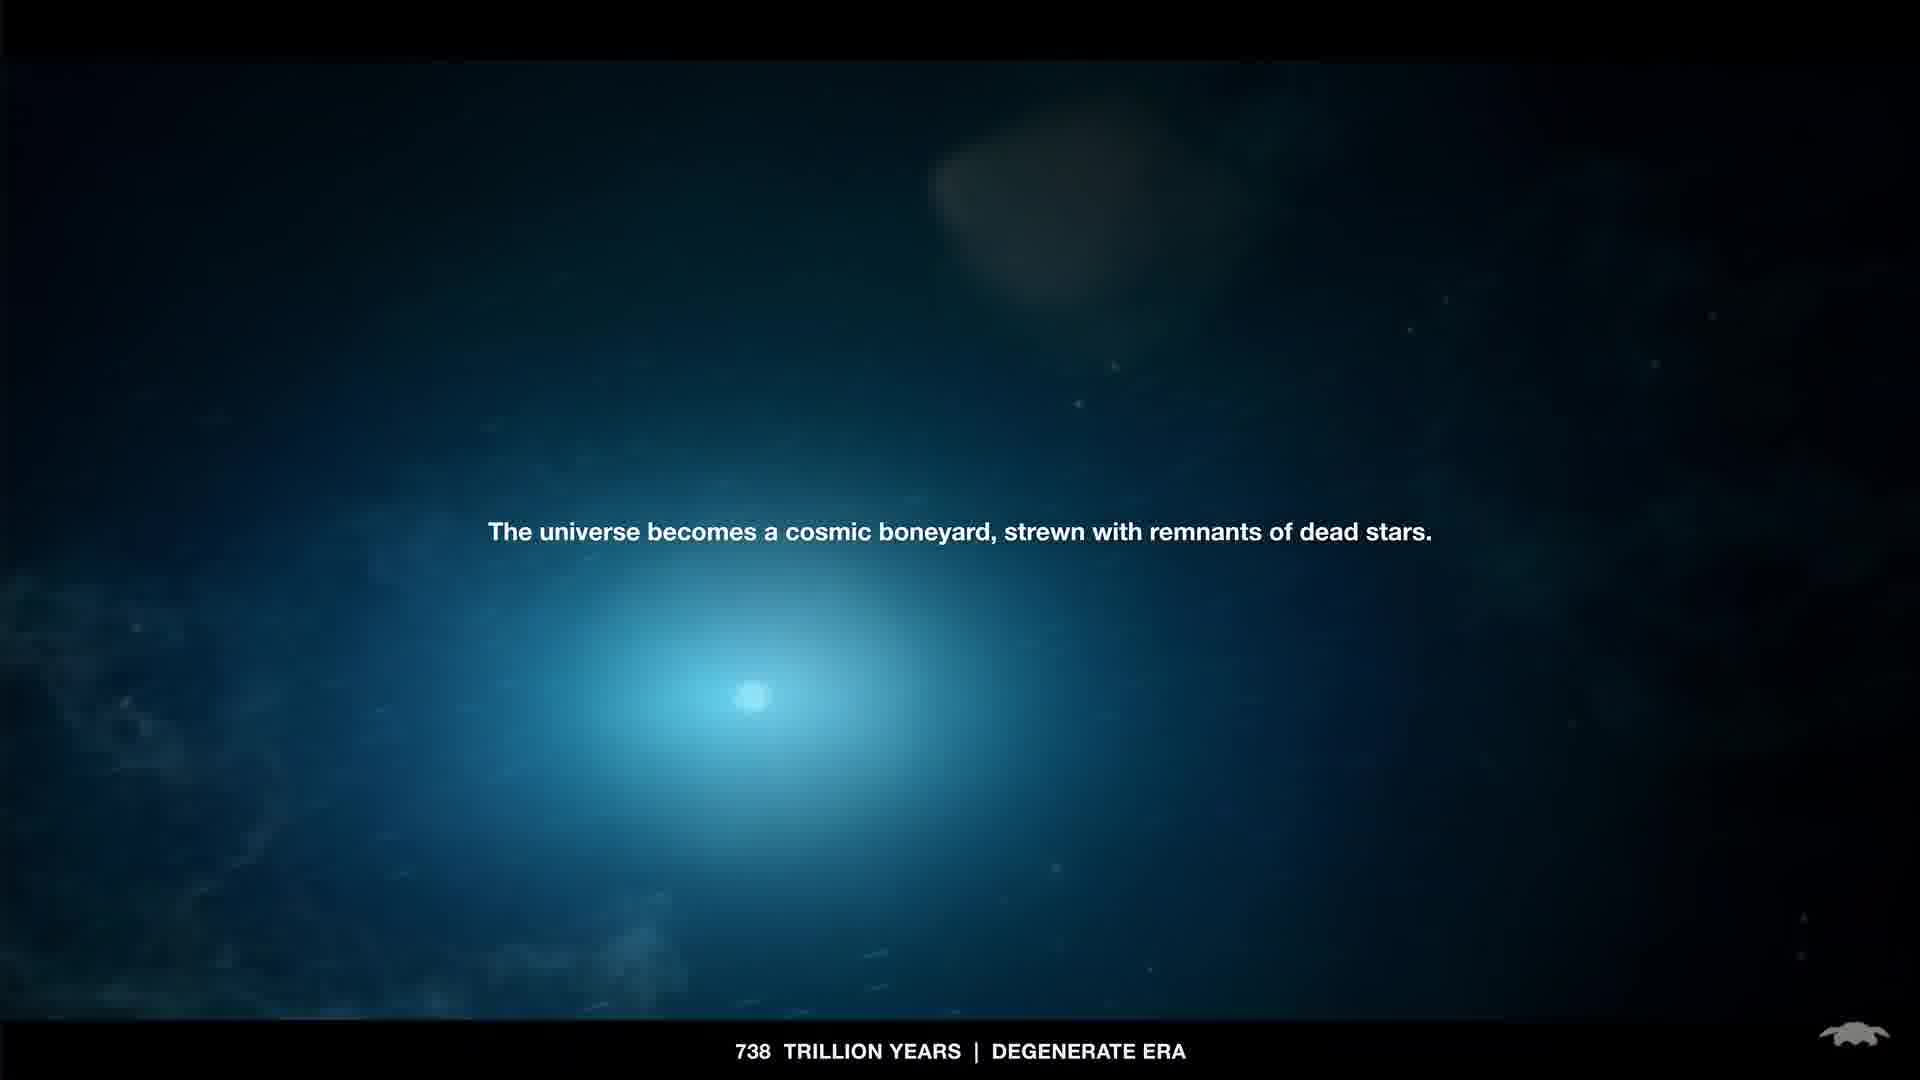 The universe becomes a cosmic boneyard, strewn with remnants of dead stars.
738 TRILLION YEARS | DEGENERATE ERA